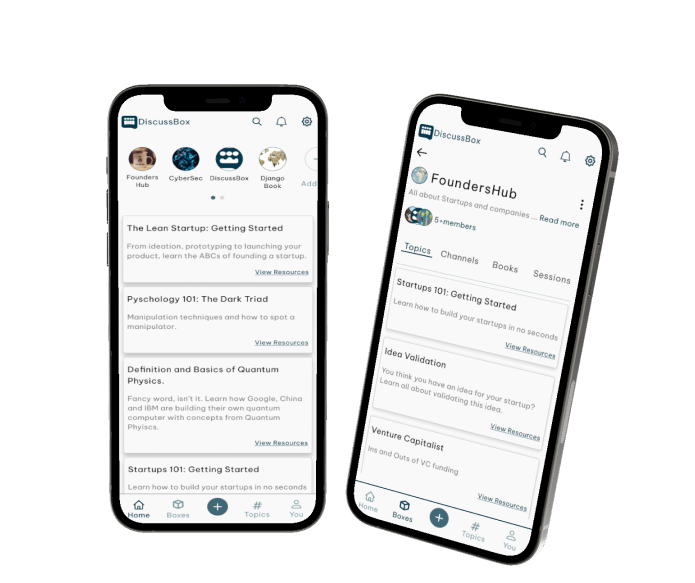 DiscussBox
Founders Hub
CyberSec
DiscussBox
Django Book
Add
The Lean Startup: Getting Started
From ideation, prototyping to launching your
product, learn the ABCs of founding a startup.
View Resources
Pyschology 101: The Dark Triad
Manipulation techniques and how to spot a
manipulator.
View Resources
Definition and Basics of Quantum
Physics.
Fancy word, isn't it. Learn how Google, China
and IBM are building their own quantum
computer with concepts from Quantum
Phyiscs.
View Resources
Startups 101: Getting Started
Learn how to build your startups in no seconds
Home Boxes # Topics You
DiscussBox
FoundersHub
All about Startups and companies ... Read more
5+members
Topics Channels Books Sessions
Startups 101: Getting Started
Learn how to build your startups in no seconds
View Resources
Idea Validation
You think you have an idea for your startup?
Learn all about validating this idea.
View Resources
Venture Capitalist
Ins and Outs of VC funding
View Resources
Home Boxes # Topics You